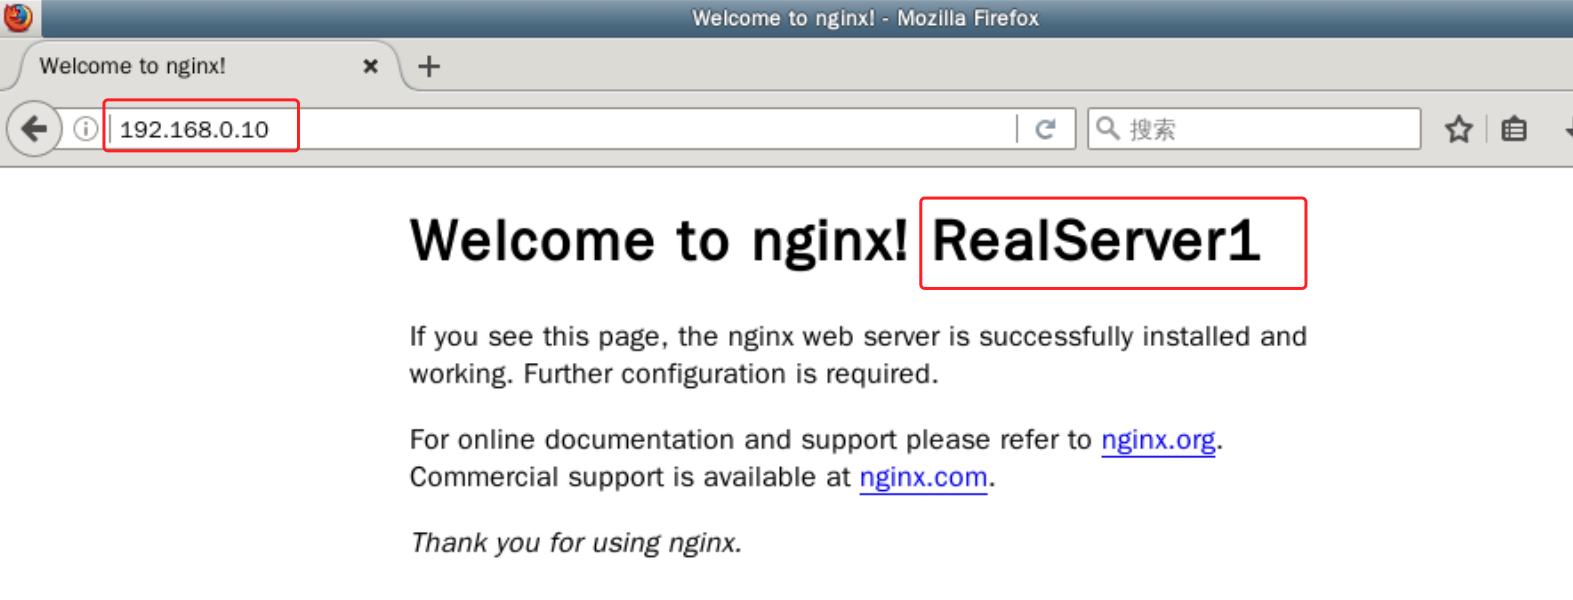 Welcome to nginx! - Mozilla Firefox
Welcome to nginx!
192.168.0.10
搜索
Welcome to nginx! RealServer1
If you see this page, the nginx web server is successfully installed and
working. Further configuration is required.
For online documentation and support please refer to nginx.org.
Commercial support is available at nginx.com.
Thank you for using nginx.